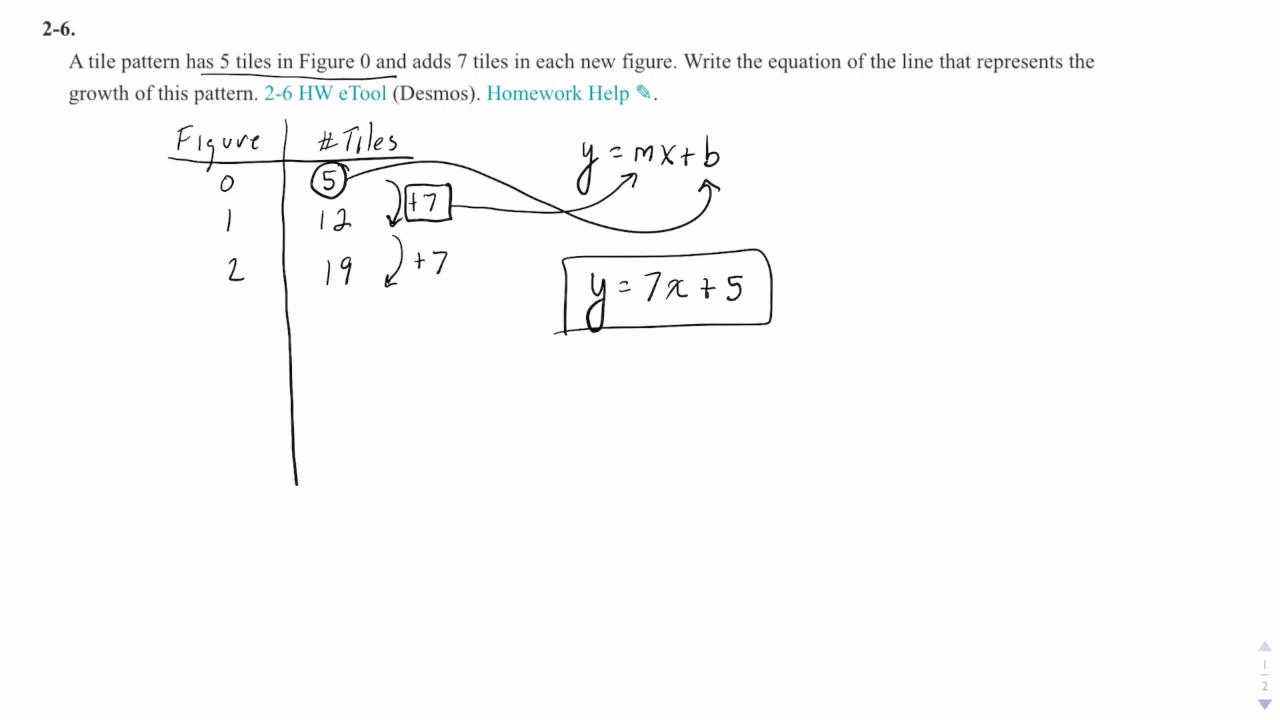 2-6.
A tile pattern has 5 tiles in Figure 0 and adds 7 tiles in each new figure. Write the equation of the line that represents the
growth of this pattern. 2-6 HW eTool (Desmos). Homework Help ✎.
Figure # Tiles
y = mx + b
0 5
+7
1 12
2 19
+7
y = 7x + 5
1
2